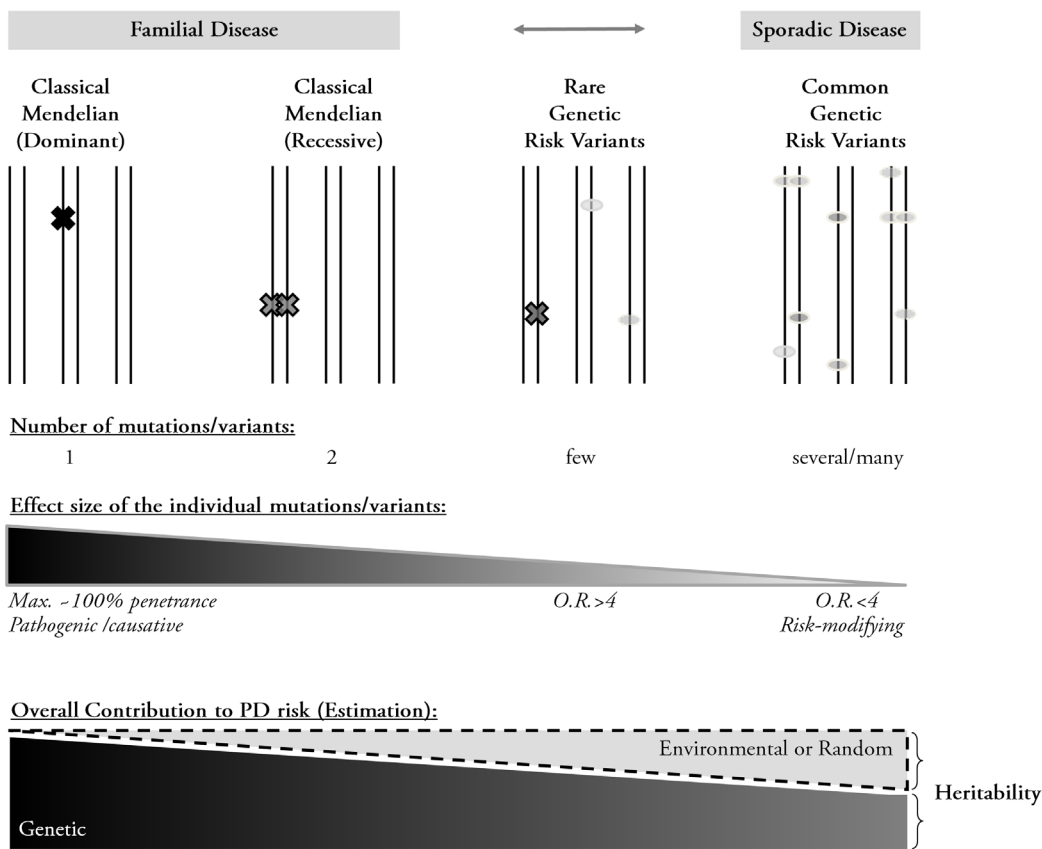 Familial Disease
Sporadic Disease
Classical
Mendelian
(Dominant)
Classical
Mendelian
(Recessive)
Rare
Genetic
Risk Variants
Common
Genetic
Risk Variants
Number of mutations/variants:
1
2
few
several/many
Effect size of the individual mutations/variants:
Max. ~100% penetrance
Pathogenic /causative
O.R.>4
O.R.<4
Risk-modifying
Overall Contribution to PD risk (Estimation):
Environmental or Random
Heritability
Genetic